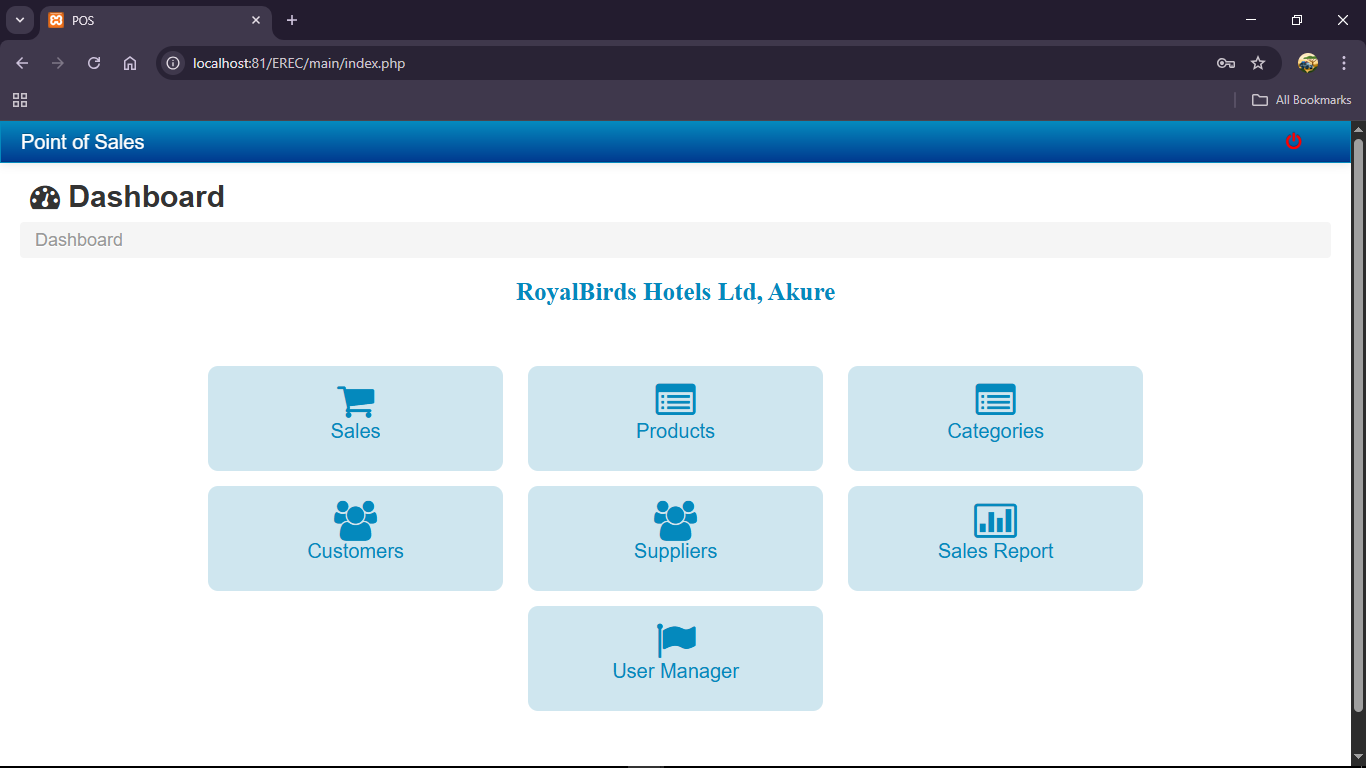 POS
localhost:81/EREC/main/index.php
All Bookmarks
Point of Sales
Dashboard
Dashboard
RoyalBirds Hotels Ltd, Akure
Sales
Products
Categories
Customers
Suppliers
Sales Report
User Manager